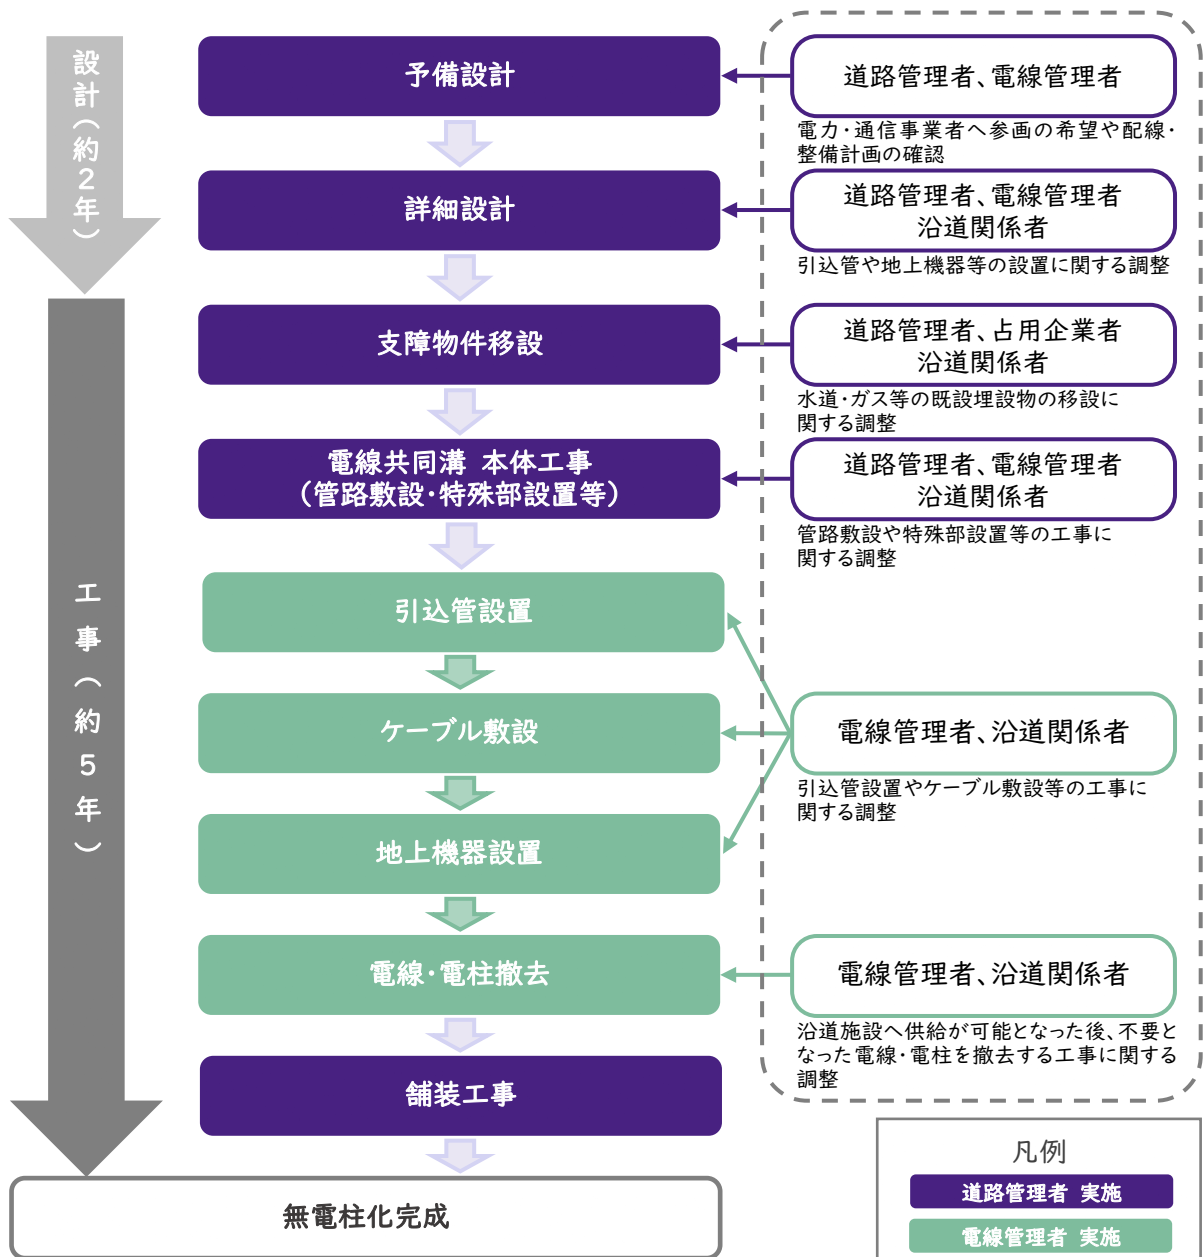 設計（約２年）
予備設計
道路管理者、電線管理者
電力・通信事業者へ参画の希望や配線・
整備計画の確認
詳細設計
道路管理者、電線管理者
沿道関係者
引込管や地上機器等の設置に関する調整
工事（約５年）
支障物件移設
道路管理者、占用企業者
沿道関係者
水道・ガス等の既設埋設物の移設に
関する調整
電線共同溝 本体工事
（管路敷設・特殊部設置等）
道路管理者、電線管理者
沿道関係者
管路敷設や特殊部設置等の工事に
関する調整
引込管設置
ケーブル敷設
電線管理者、沿道関係者
引込管設置やケーブル敷設等の工事に
関する調整
地上機器設置
電線・電柱撤去
電線管理者、沿道関係者
沿道施設へ供給が可能となった後、不要と
なった電線・電柱を撤去する工事に関する
調整
舗装工事
無電柱化完成
凡例
道路管理者 実施
電線管理者 実施